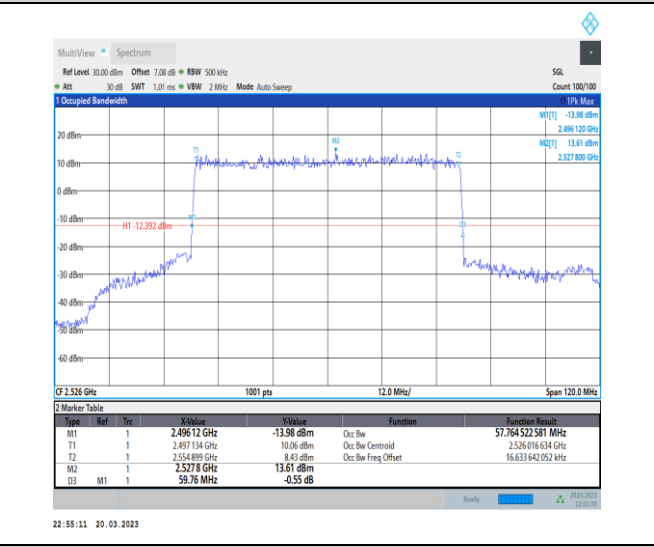 MultiView Spectrum
Ref Level 30.00 dBm Offset 7.08 dB RBW 500 kHz SGL
Att 30 dB SWT 1.01 ms VBW 2 MHz Mode Auto Sweep Count 100/100
1 Occupied Bandwidth 1Pk Max
M1[1] -13.98 dBm
2.496 120 GHz
M2[1] 13.61 dBm
2.527 800 GHz
20 dBm
M2
T1
T2
10 dBm
0 dBm
-10 dBm
M1
H1 -12.392 dBm
D3
-20 dBm
-30 dBm
-40 dBm
-50 dBm
-60 dBm
CF 2.526 GHz 1001 pts 12.0 MHz/ Span 120.0 MHz
2 Marker Table
Type Ref Trc X-Value Y-Value Function Function Result
M1 1 2.49612 GHz -13.98 dBm Occ Bw 57.764 522 581 MHz
T1 1 2.497 134 GHz 10.06 dBm Occ Bw Centroid 2.526 016 634 GHz
T2 1 2.554 899 GHz 8.43 dBm Occ Bw Freq Offset 16.633 642 052 kHz
M2 1 2.5278 GHz 13.61 dBm
D3 M1 1 59.76 MHz -0.55 dB
Ready 20.03.2023
22:55:10
22:55:11 20.03.2023